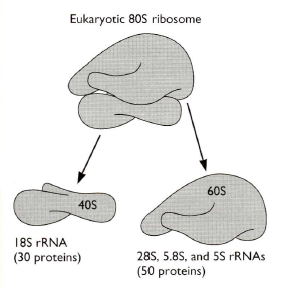 Eukaryotic 80S ribosome
40S
60S
18S rRNA
(30 proteins)
28S, 5.8S, and 5S rRNAs
(50 proteins)